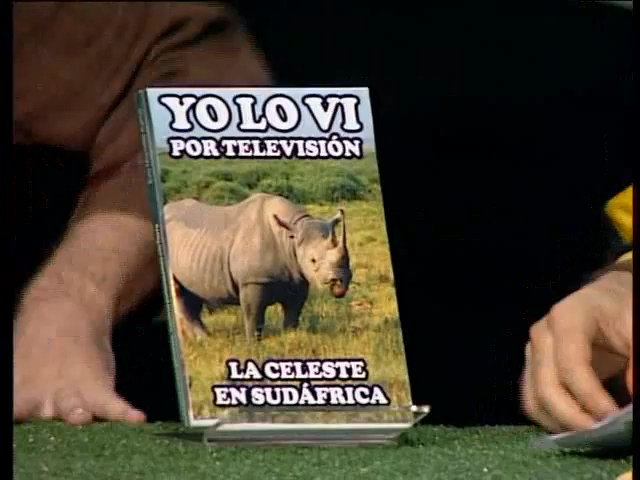 YO LO VI
POR TELEVISIÓN
LA CELESTE
EN SUDÁFRICA